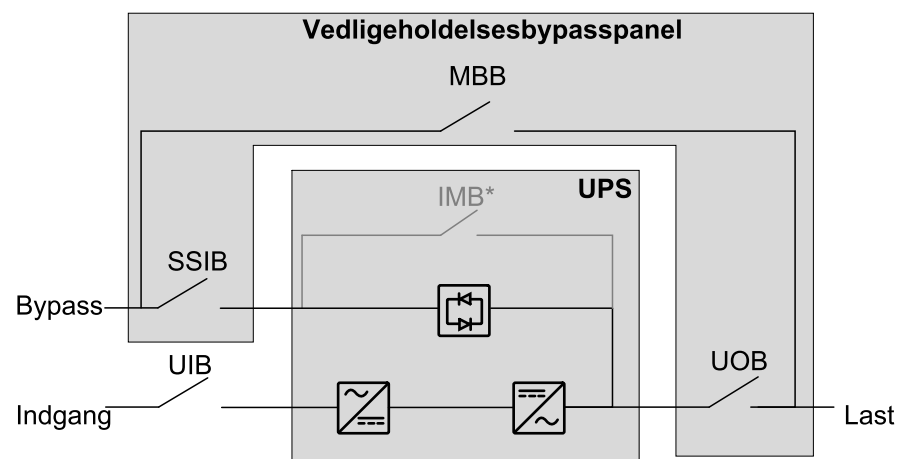 Vedligeholdelsesbypasspanel
MBB
UPS
IMB*
SSIB
Bypass
UIB
UOB
Indgang
Last